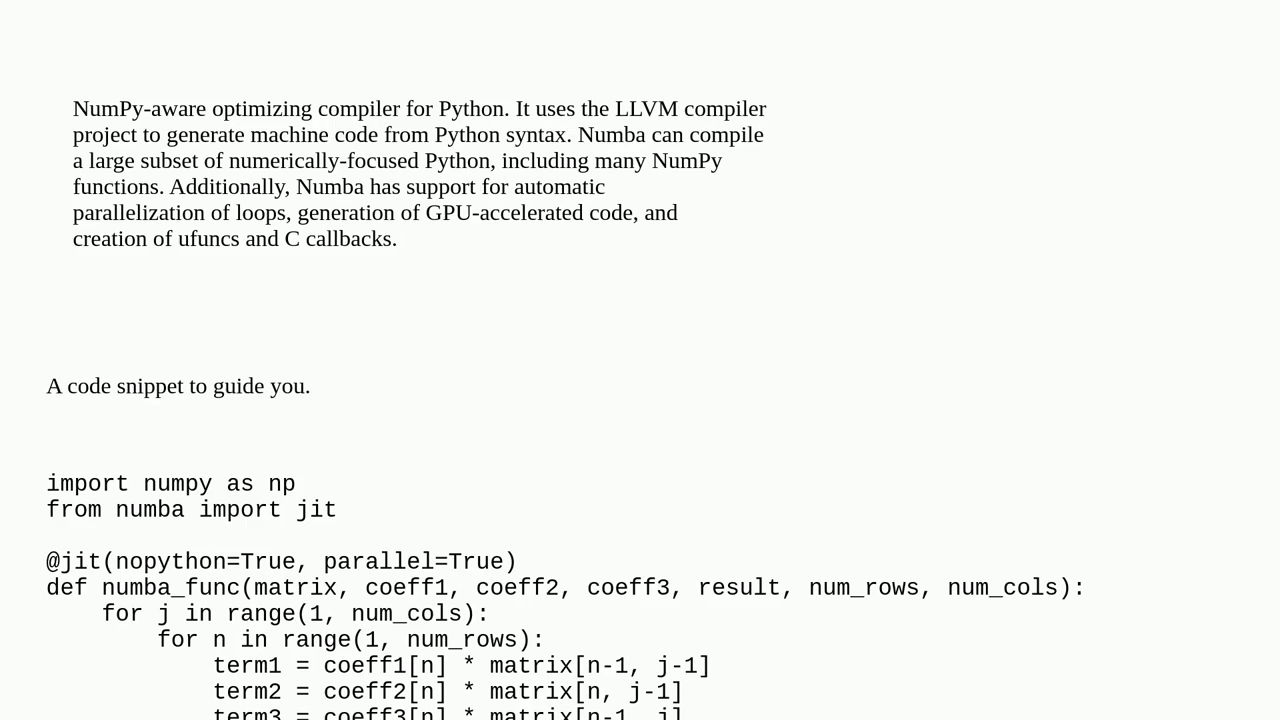 NumPy-aware optimizing compiler for Python. It uses the LLVM compiler
project to generate machine code from Python syntax. Numba can compile
a large subset of numerically-focused Python, including many NumPy
functions. Additionally, Numba has support for automatic
parallelization of loops, generation of GPU-accelerated code, and
creation of ufuncs and C callbacks.
A code snippet to guide you.
import numpy as np
from numba import jit
@jit(nopython=True, parallel=True)
def numba_func(matrix, coeff1, coeff2, coeff3, result, num_rows, num_cols):
    for j in range(1, num_cols):
        for n in range(1, num_rows):
            term1 = coeff1[n] * matrix[n-1, j-1]
            term2 = coeff2[n] * matrix[n, j-1]
            term3 = coeff3[n] * matrix[n-1, j]